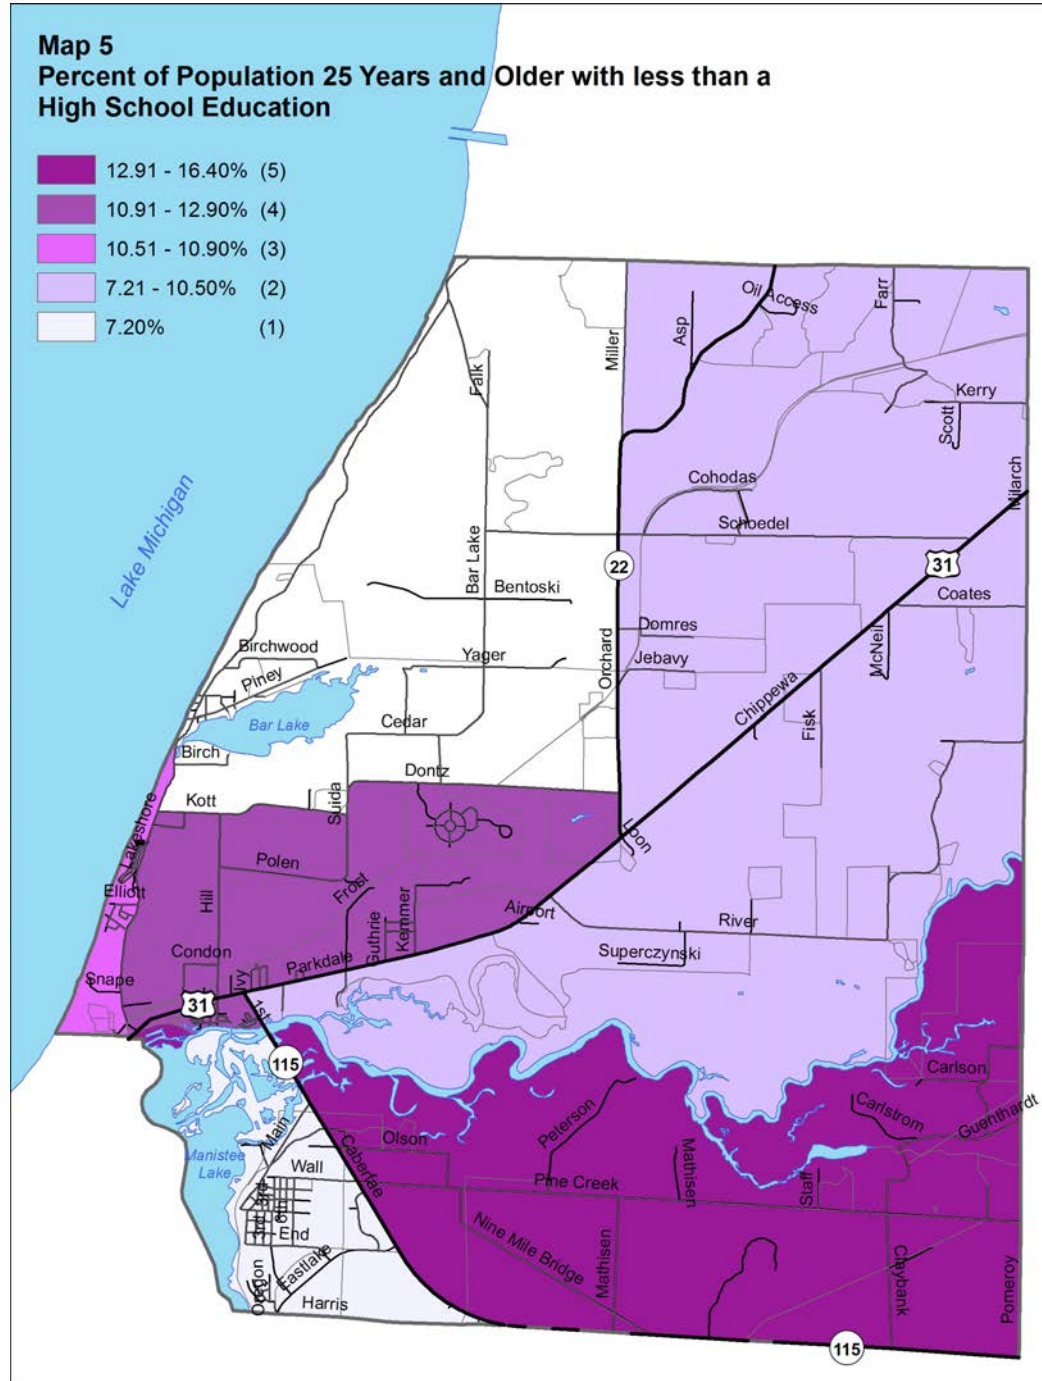 Map 5
Percent of Population 25 Years and Older with less than a
High School Education
12.91 - 16.40% (5)
10.91 - 12.90% (4)
10.51 - 10.90% (3)
7.21 - 10.50% (2)
7.20% (1)
Lake Michigan
Oil Access
Farr
Asp
Miller
Falk
Kerry
Scott
Milarch
Cohodas
Schoedel
Bar Lake
22
31
Bentoski
Coates
Domres
McNeil
Birchwood
Yager
Jebavy
Orchard
Piney
Chippewa
Bar Lake
Cedar
Fisk
Birch
Dontz
Kott
Suida
Lakeshore
Loon
Polen
Frost
Elliott
Hill
Airport
River
Guthrie
Kemmer
Condon
Parkdale
Superczynski
Snape
Ivy
31
1st
115
Carlson
Carlstrom
Guenthardt
Peterson
Main
Olson
Caberfae
Manistee
Lake
Wall
Mathisen
Pine Creek
Staff
3rd
8th
3rd
End
Nine Mile Bridge
Mathisen
Claybank
Eastlake
Oregon
Harris
Pomeroy
115